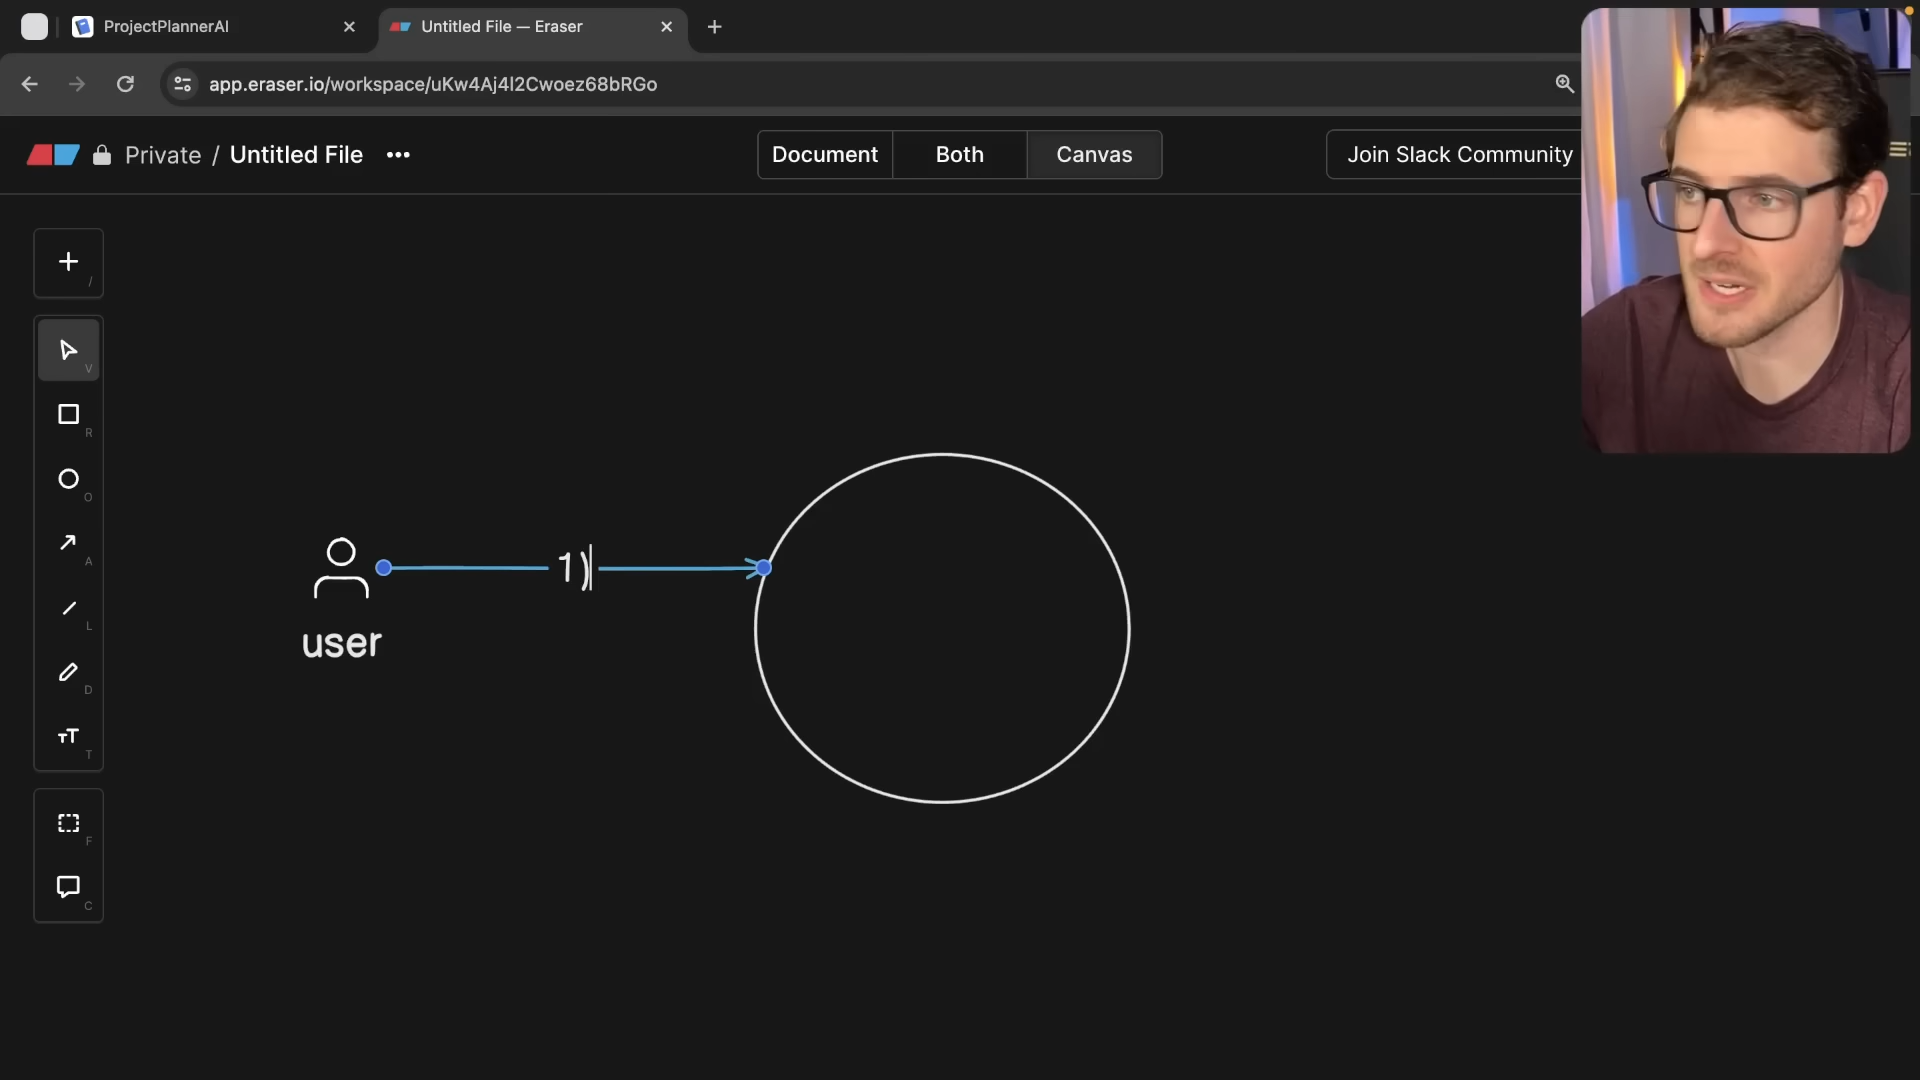 ProjectPlannerAI
Untitled File — Eraser
app.eraser.io/workspace/uKw4Aj4I2Cwoez68bRGo
Private / Untitled File
Document
Both
Canvas
Join Slack Community
/
V
R
O
A
L
D
T
F
C
1)
user